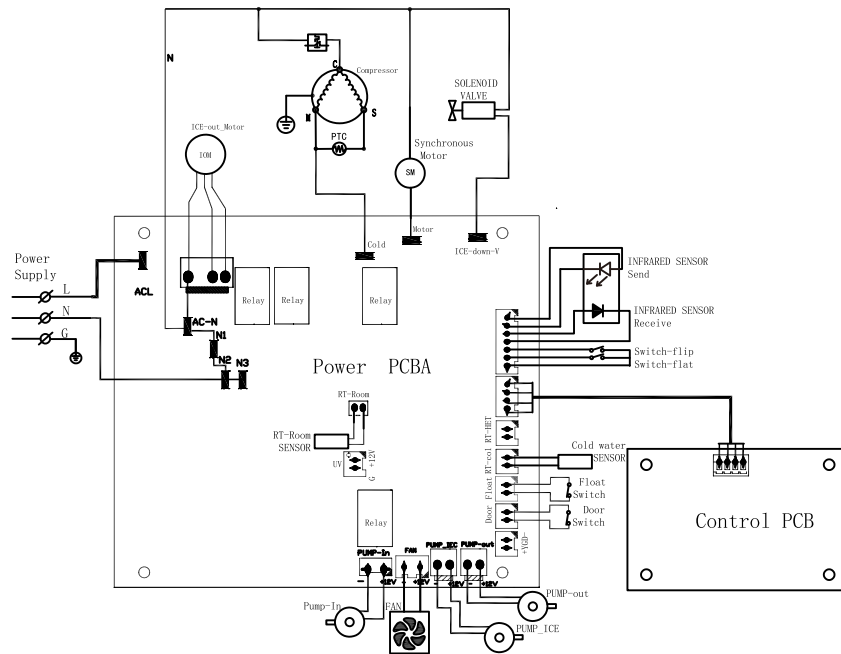 N
C
Compressor
M
S
PTC
SOLENOID
VALVE
ICE-out_Motor
IOM
Synchronous
Motor
SM
Cold
Motor
ICE-down-V
Power
Supply
L
N
G
ACL
Relay
Relay
Relay
AC-N
N1
N2
N3
Power PCBA
INFRARED SENSOR
Send
INFRARED SENSOR
Receive
Switch-flip
Switch-flat
RT-Room
RT-Room
SENSOR
UV
G +12V
RT-HET
RT-col
Cold water
SENSOR
Float
Float
Switch
Door
Door
Switch
+VGD-
Relay
Control PCB
PUMP-In
FAN
PUMP_IEC
PUMP-out
- +12V
- +12V
- +12V
- +12V
Pump-In
FAN
PUMP-out
PUMP_ICE